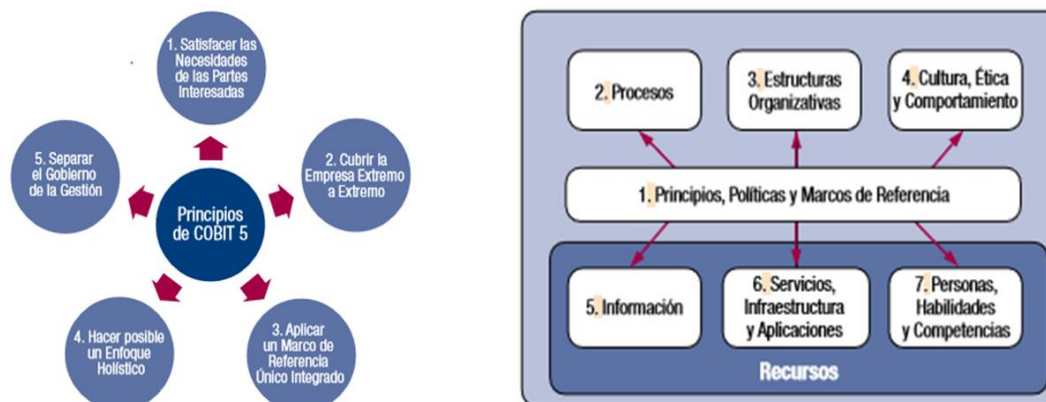 1. Satisfacer las
Necesidades
de las Partes
Interesadas
5. Separar
el Gobierno
de la Gestión
2. Cubrir la
Empresa Extremo
a Extremo
Principios
de COBIT 5
4. Hacer posible
un Enfoque
Holístico
3. Aplicar
un Marco de
Referencia
Único Integrado
2. Procesos
3. Estructuras
Organizativas
4. Cultura, Ética
y Comportamiento
1. Principios, Políticas y Marcos de Referencia
5. Información
6. Servicios,
Infraestructura
y Aplicaciones
7. Personas,
Habilidades
y Competencias
Recursos